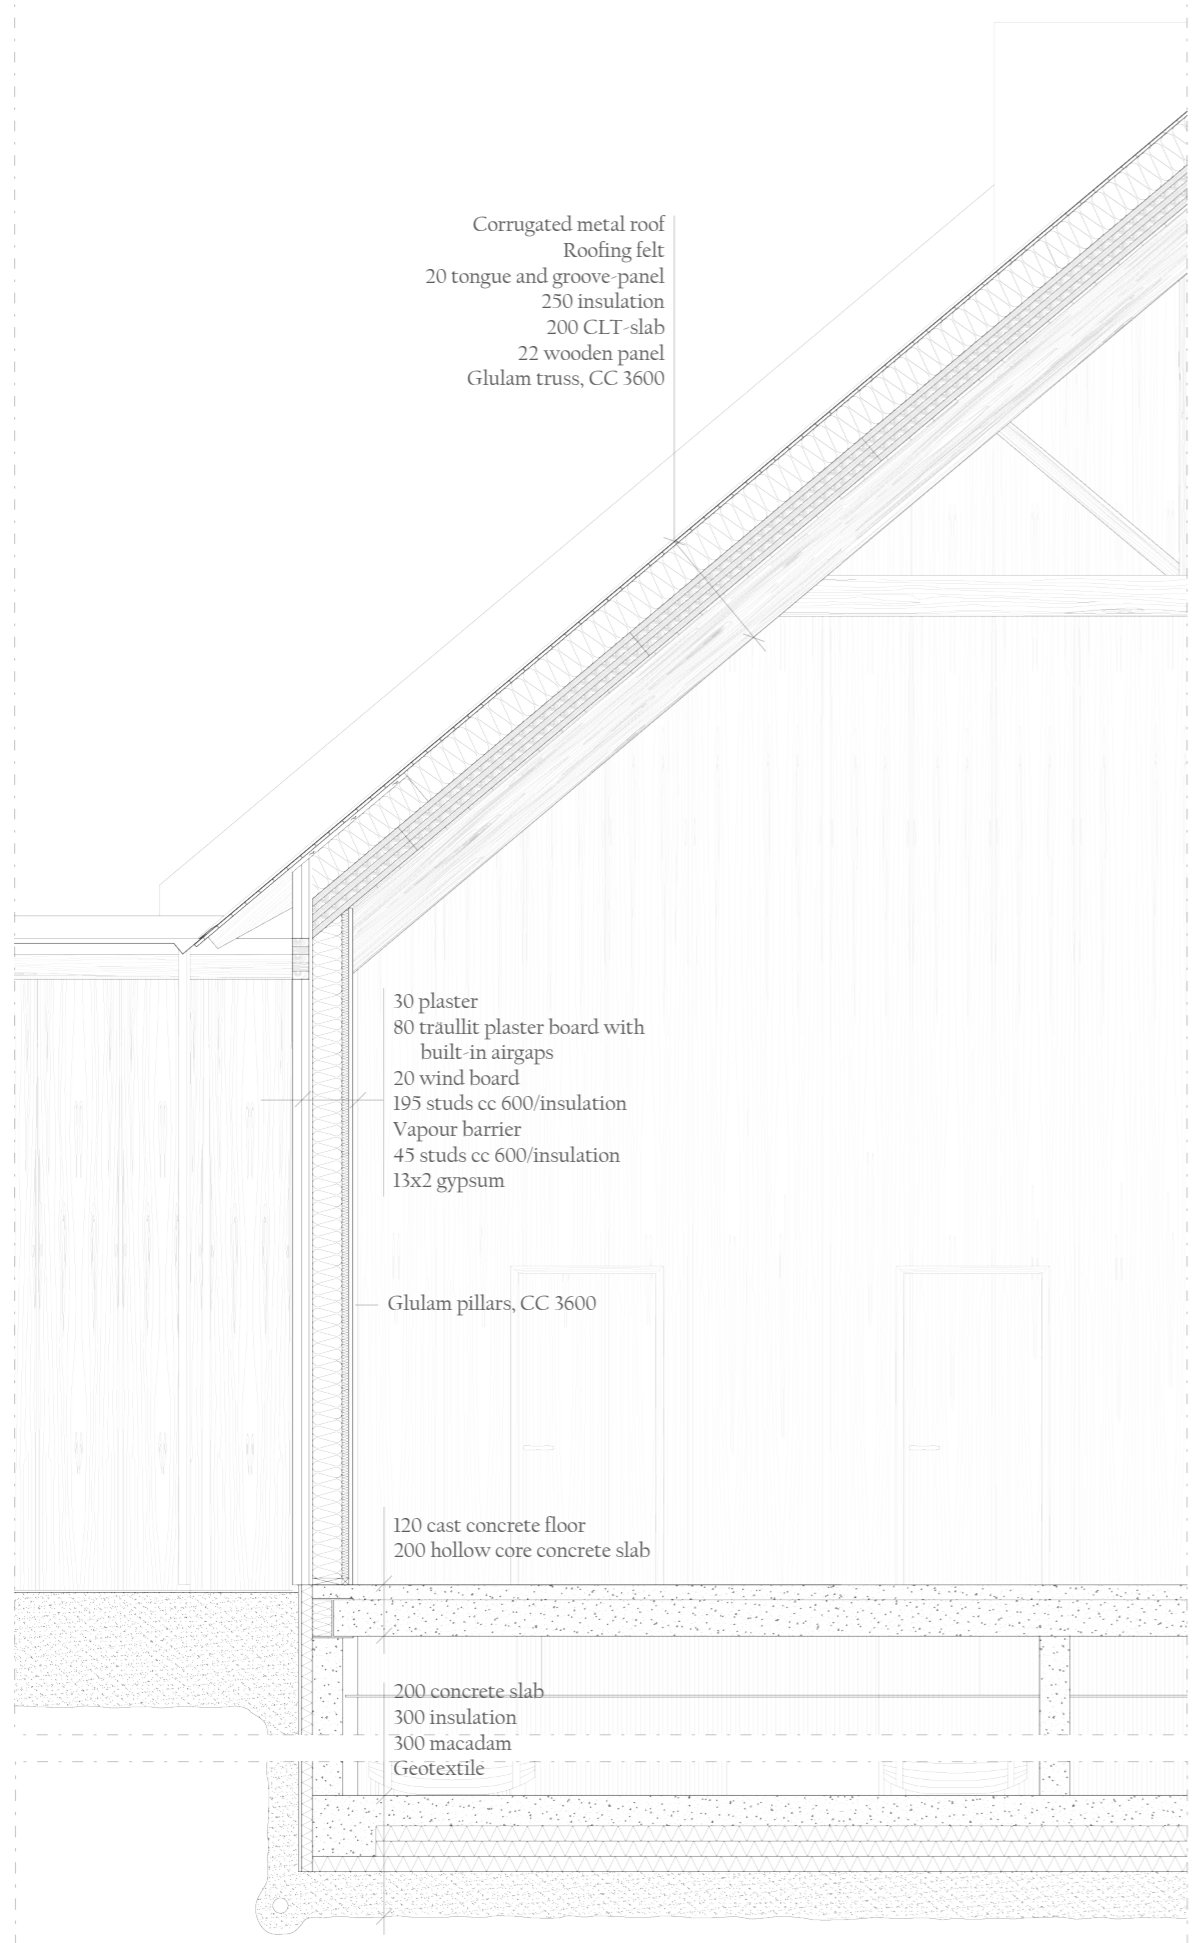 Corrugated metal roof
Roofing felt
20 tongue and groove-panel
250 insulation
200 CLT-slab
22 wooden panel
Glulam truss, CC 3600
30 plaster
80 träullit plaster board with
built-in airgaps
20 wind board
195 studs cc 600/insulation
Vapour barrier
45 studs cc 600/insulation
13x2 gypsum
Glulam pillars, CC 3600
120 cast concrete floor
200 hollow core concrete slab
200 concrete slab
300 insulation
300 macadam
Geotextile